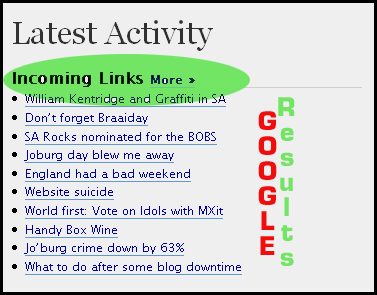 Latest Activity
Incoming Links More »
William Kentridge and Graffiti in SA
Don't forget Braaiday
SA Rocks nominated for the BOBS
Joburg day blew me away
England had a bad weekend
Website suicide
World first: Vote on Idols with MXit
Handy Box Wine
Jo'burg crime down by 63%
What to do after some blog downtime
GOOGLE
Results